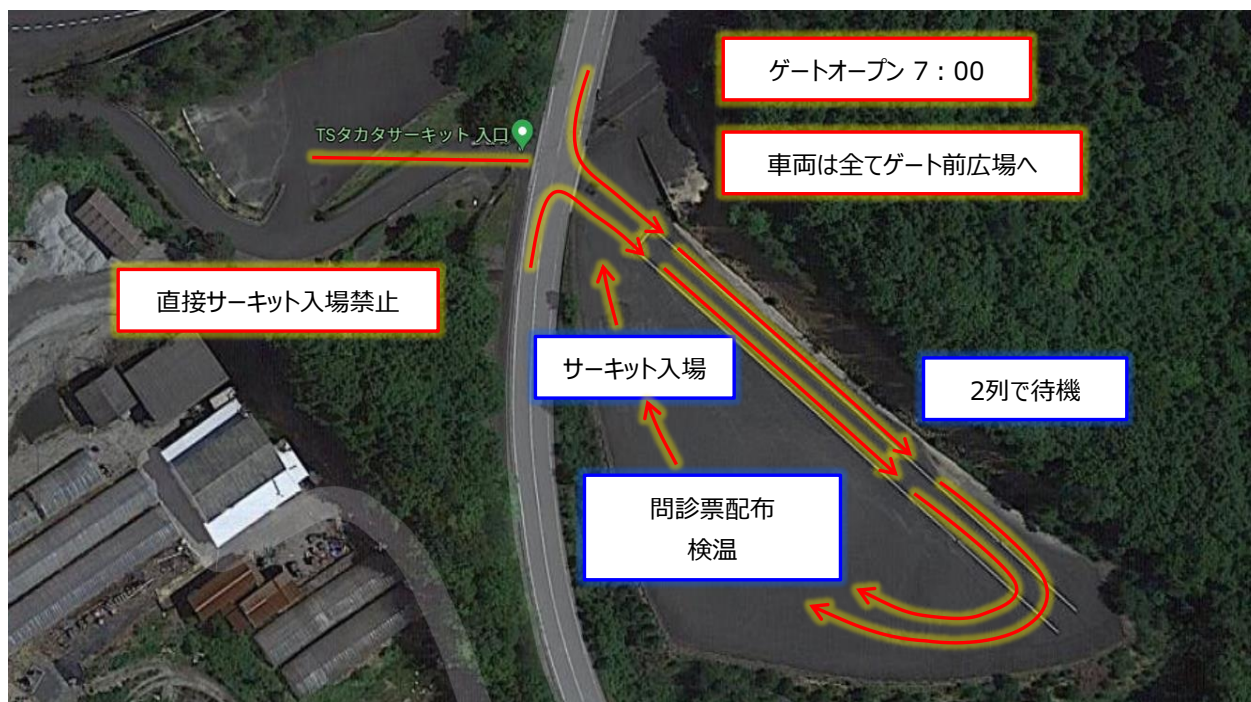 ゲートオープン 7：00
TSタカタサーキット 入口
車両は全てゲート前広場へ
直接サーキット入場禁止
サーキット入場
2列で待機
問診票配布
検温